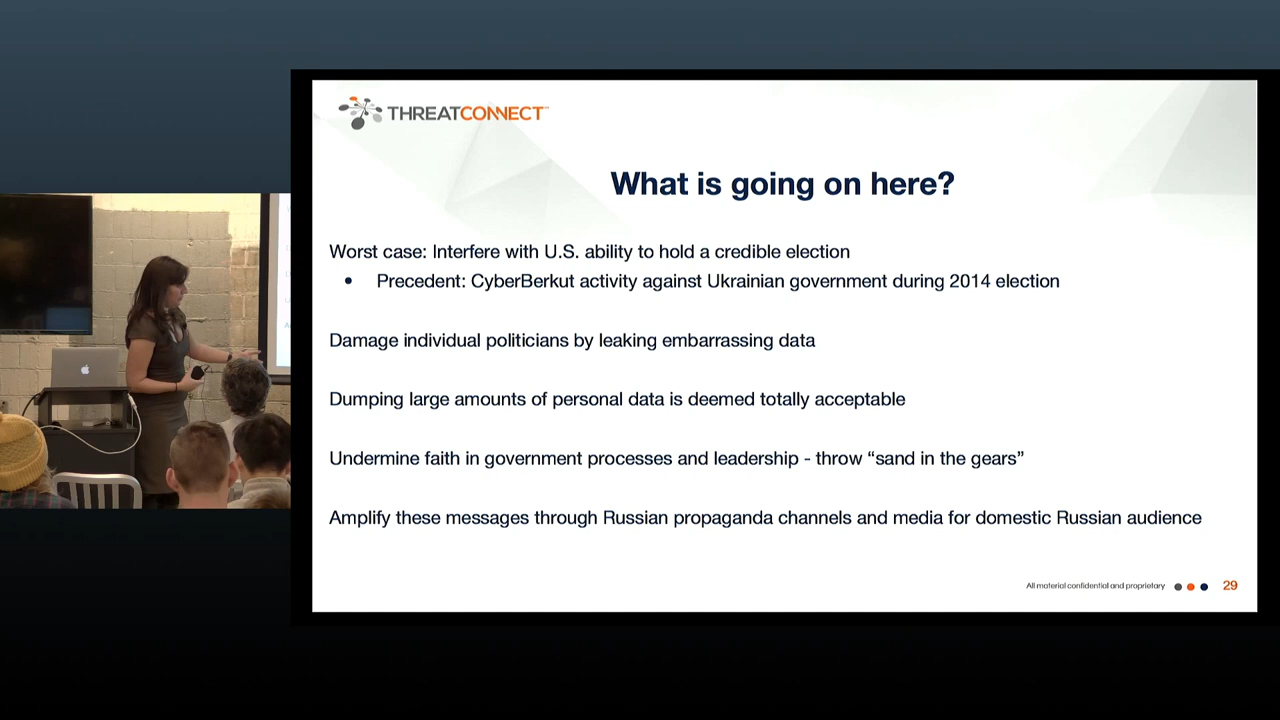 THREATCONNECT™
What is going on here?
Worst case: Interfere with U.S. ability to hold a credible election
• Precedent: CyberBerkut activity against Ukrainian government during 2014 election
Damage individual politicians by leaking embarrassing data
Dumping large amounts of personal data is deemed totally acceptable
Undermine faith in government processes and leadership - throw “sand in the gears”
Amplify these messages through Russian propaganda channels and media for domestic Russian audience
All material confidential and proprietary
29